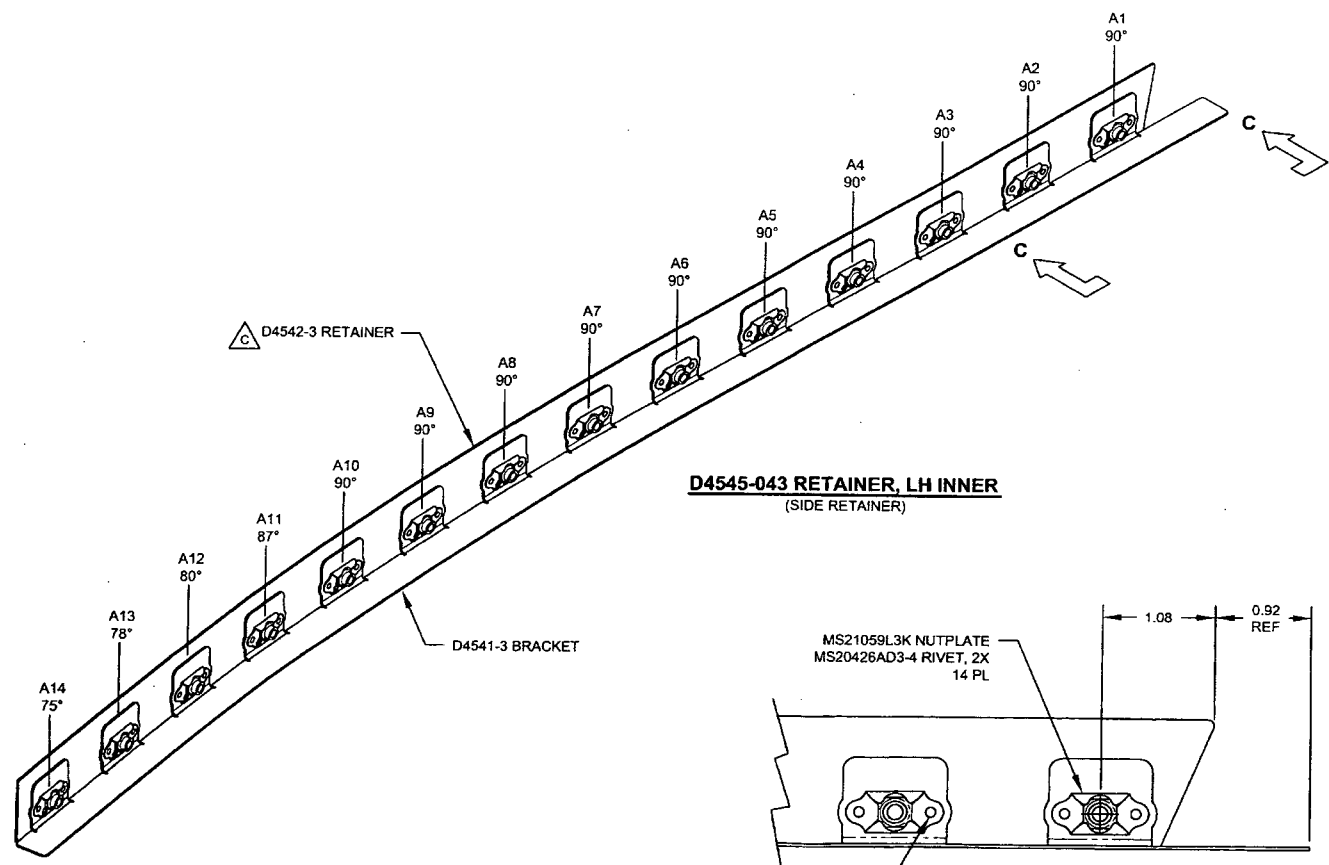 A1
90°
A2
90°
A3
90°
A4
90°
A5
90°
A6
90°
A7
90°
A8
90°
A9
90°
A10
90°
A11
87°
A12
80°
A13
78°
A14
75°
C
C
C D4542-3 RETAINER
D4541-3 BRACKET
D4545-043 RETAINER, LH INNER
(SIDE RETAINER)
MS21059L3K NUTPLATE
MS20426AD3-4 RIVET, 2X
14 PL
1.08
0.92
REF